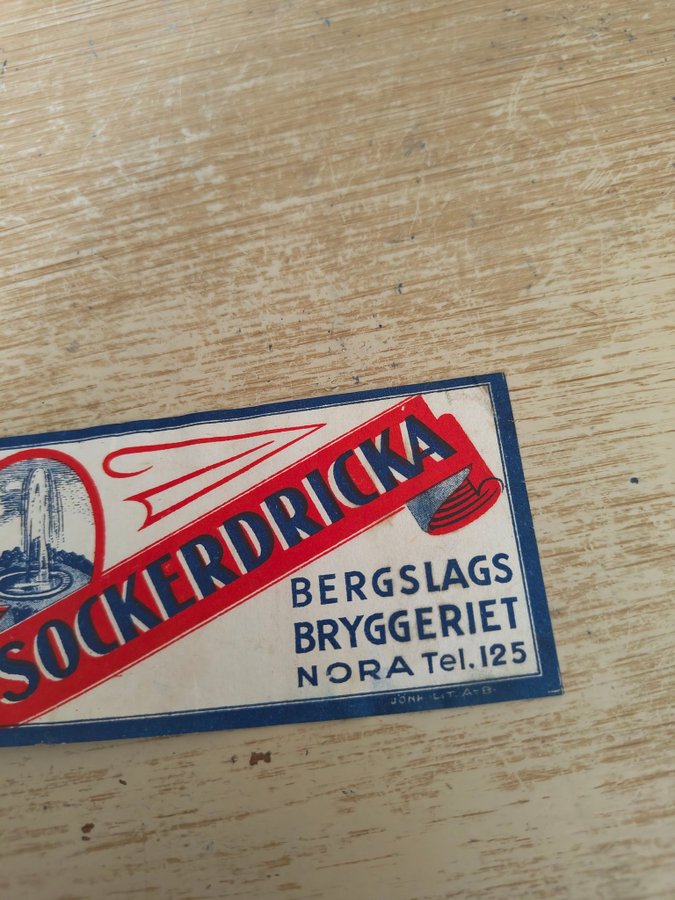 SOCKERDRICKA
BERGSLAGS
BRYGGERIET
NORA Tel. 125
JÖNK. LIT. A-B.